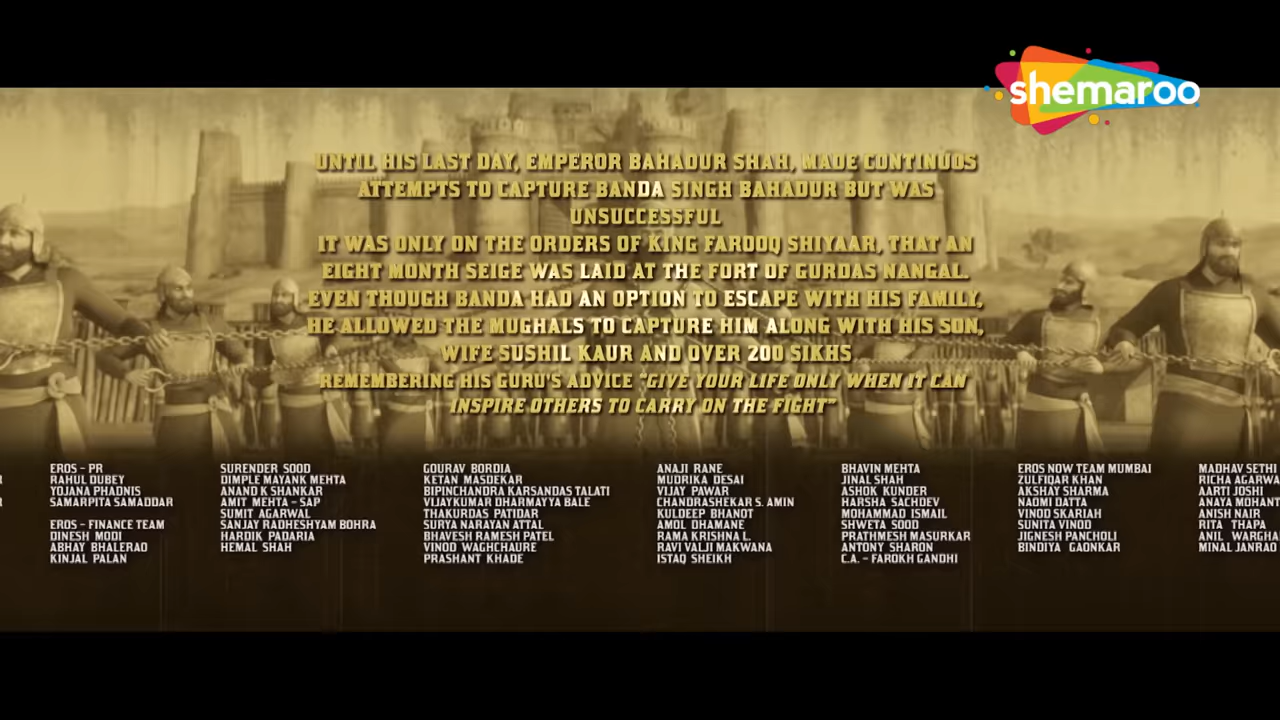 shemaroo
UNTIL HIS LAST DAY, EMPEROR BAHADUR SHAH, MADE CONTINUOS
ATTEMPTS TO CAPTURE BANDA SINGH BAHADUR BUT WAS
UNSUCCESSFUL
IT WAS ONLY ON THE ORDERS OF KING FAROOQ SHIYAAR, THAT AN
EIGHT MONTH SEIGE WAS LAID AT THE FORT OF GURDAS NANGAL.
EVEN THOUGH BANDA HAD AN OPTION TO ESCAPE WITH HIS FAMILY,
HE ALLOWED THE MUGHALS TO CAPTURE HIM ALONG WITH HIS SON,
WIFE SUSHIL KAUR AND OVER 200 SIKHS
REMEMBERING HIS GURU'S ADVICE "GIVE YOUR LIFE ONLY WHEN IT CAN
INSPIRE OTHERS TO CARRY ON THE FIGHT"
EROS - PR
RAHUL DUBEY
YOJANA PHADNIS
SAMARPITA SAMADDAR
EROS - FINANCE TEAM
DINESH MODI
ABHAY BHALERAO
KINJAL PALAN
SURENDER SOOD
DIMPLE MAYANK MEHTA
ANAND K SHANKAR
AMIT MEHTA - SAP
SUMIT AGARWAL
SANJAY RADHESHYAM BOHRA
HARDIK PADARIA
HEMAL SHAH
GOURAV BORDIA
KETAN MASDEKAR
BIPINCHANDRA KARSANDAS TALATI
VIJAYKUMAR DHARMAYYA BALE
THAKURDAS PATIDAR
SURYA NARAYAN ATTAL
BHAVESH RAMESH PATEL
VINOD WAGHCHAURE
PRASHANT KHADE
ANAJI RANE
MUDRIKA DESAI
VIJAY PAWAR
CHANDRASHEKAR S. AMIN
KULDEEP BHANOT
AMOL DHAMANE
RAMA KRISHNA L.
RAVI VALJI MAKWANA
ISTAQ SHEIKH
BHAVIN MEHTA
JINAL SHAH
ASHOK KUNDER
HARSHA SACHDEV
MOHAMMAD ISMAIL
SHWETA SOOD
PRATHMESH MASURKAR
ANTONY SHARON
C.A. - FAROKH GANDHI
EROS NOW TEAM MUMBAI
ZULFIQAR KHAN
AKSHAY SHARMA
NAOMI DATTA
VINOD SKARIAH
SUNITA VINOD
JIGNESH PANCHOLI
BINDIYA GAONKAR
MADHAV SETHI
RICHA AGARWA
AARTI JOSHI
ANAYA MOHANT
ANISH NAIR
RITA THAPA
ANIL WARGHA
MINAL JANRAO